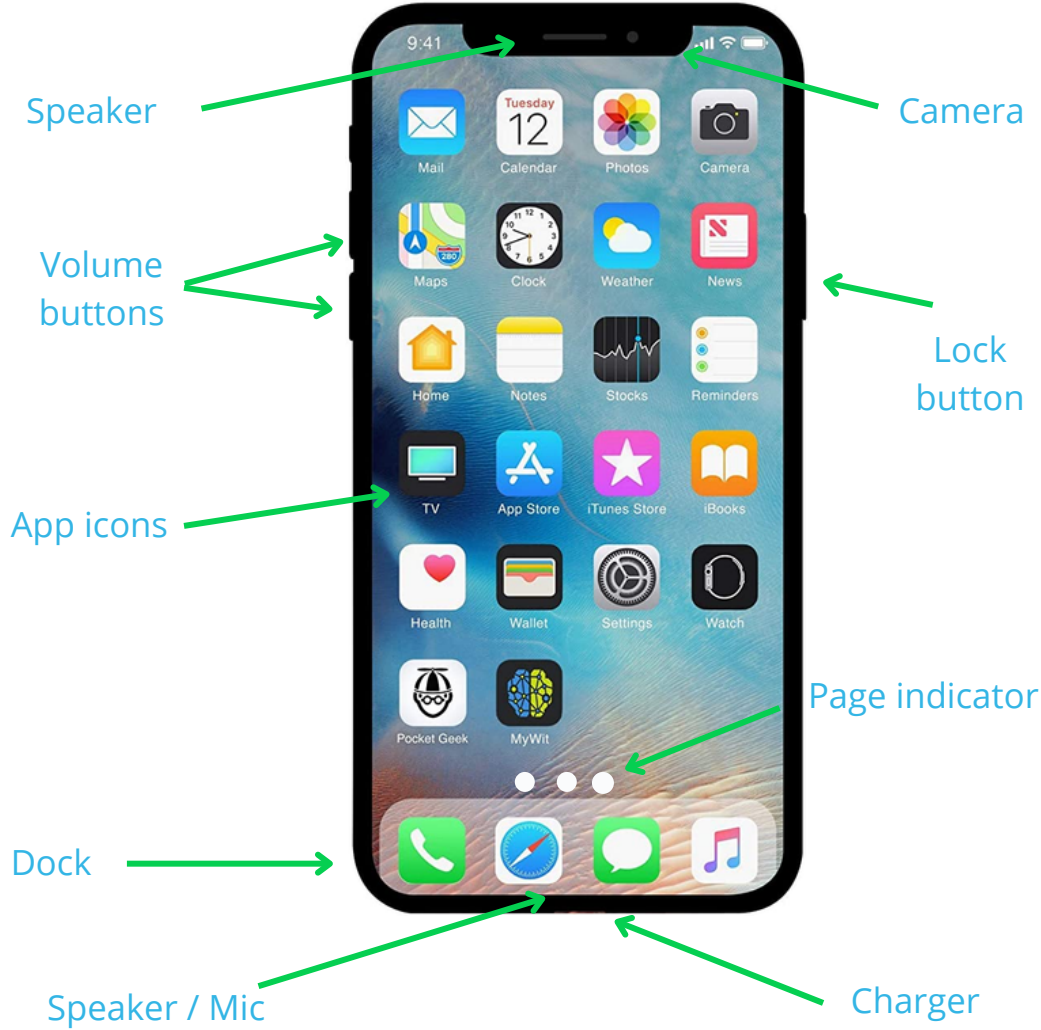 9:41
Speaker
Camera
Tuesday
12
Mail
Calendar
Photos
Camera
280
Volume
buttons
Maps
Clock
Weather
News
Lock
button
Home
Notes
Stocks
Reminders
App icons
TV
App Store
iTunes Store
iBooks
Health
Wallet
Settings
Watch
Page indicator
Pocket Geek
MyWit
Dock
Speaker / Mic
Charger